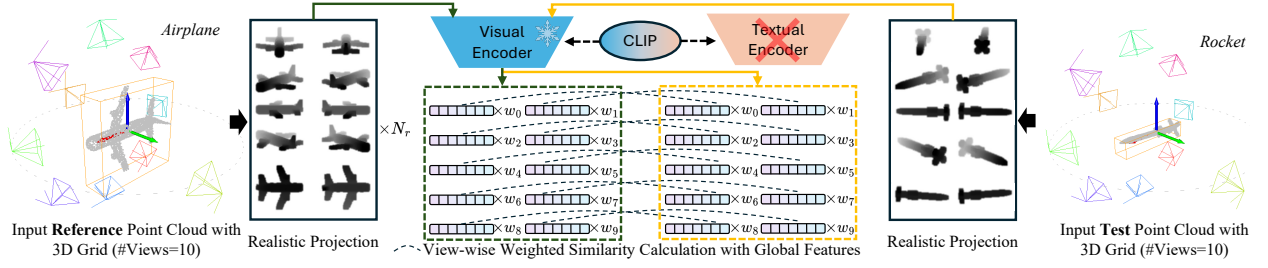 Airplane
Input Reference Point Cloud with
3D Grid (#Views=10)
Realistic Projection
×N_r
Visual
Encoder
CLIP
Textual
Encoder
×w_0 ×w_1
×w_2 ×w_3
×w_4 ×w_5
×w_6 ×w_7
×w_8 ×w_9
×w_0 ×w_1
×w_2 ×w_3
×w_4 ×w_5
×w_6 ×w_7
×w_8 ×w_9
View-wise Weighted Similarity Calculation with Global Features
Realistic Projection
Rocket
Input Test Point Cloud with
3D Grid (#Views=10)